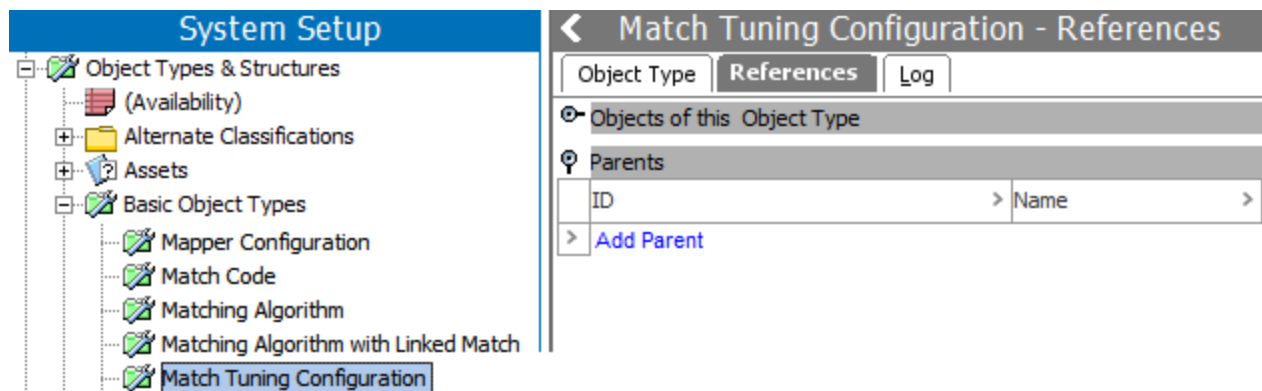 System Setup
Object Types & Structures
(Availability)
Alternate Classifications
Assets
Basic Object Types
Mapper Configuration
Match Code
Matching Algorithm
Matching Algorithm with Linked Match
Match Tuning Configuration
Match Tuning Configuration - References
Object Type References Log
Objects of this Object Type
Parents
ID > Name >
> Add Parent